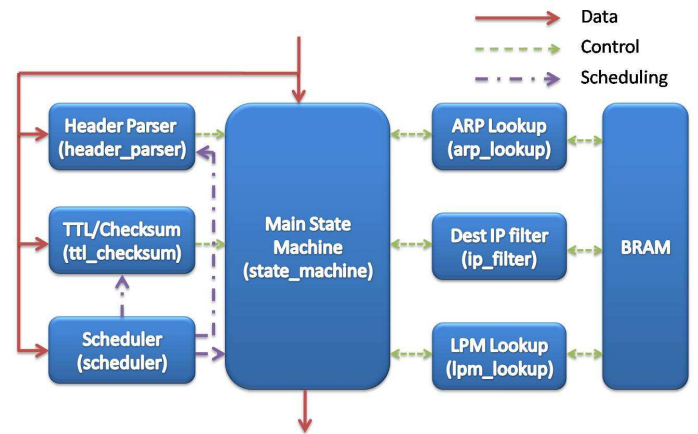 Data
Control
Scheduling
Header Parser
(header_parser)
ARP Lookup
(arp_lookup)
TTL/Checksum
(ttl_checksum)
Main State
Machine
(state_machine)
Dest IP filter
(ip_filter)
BRAM
Scheduler
(scheduler)
LPM Lookup
(lpm_lookup)